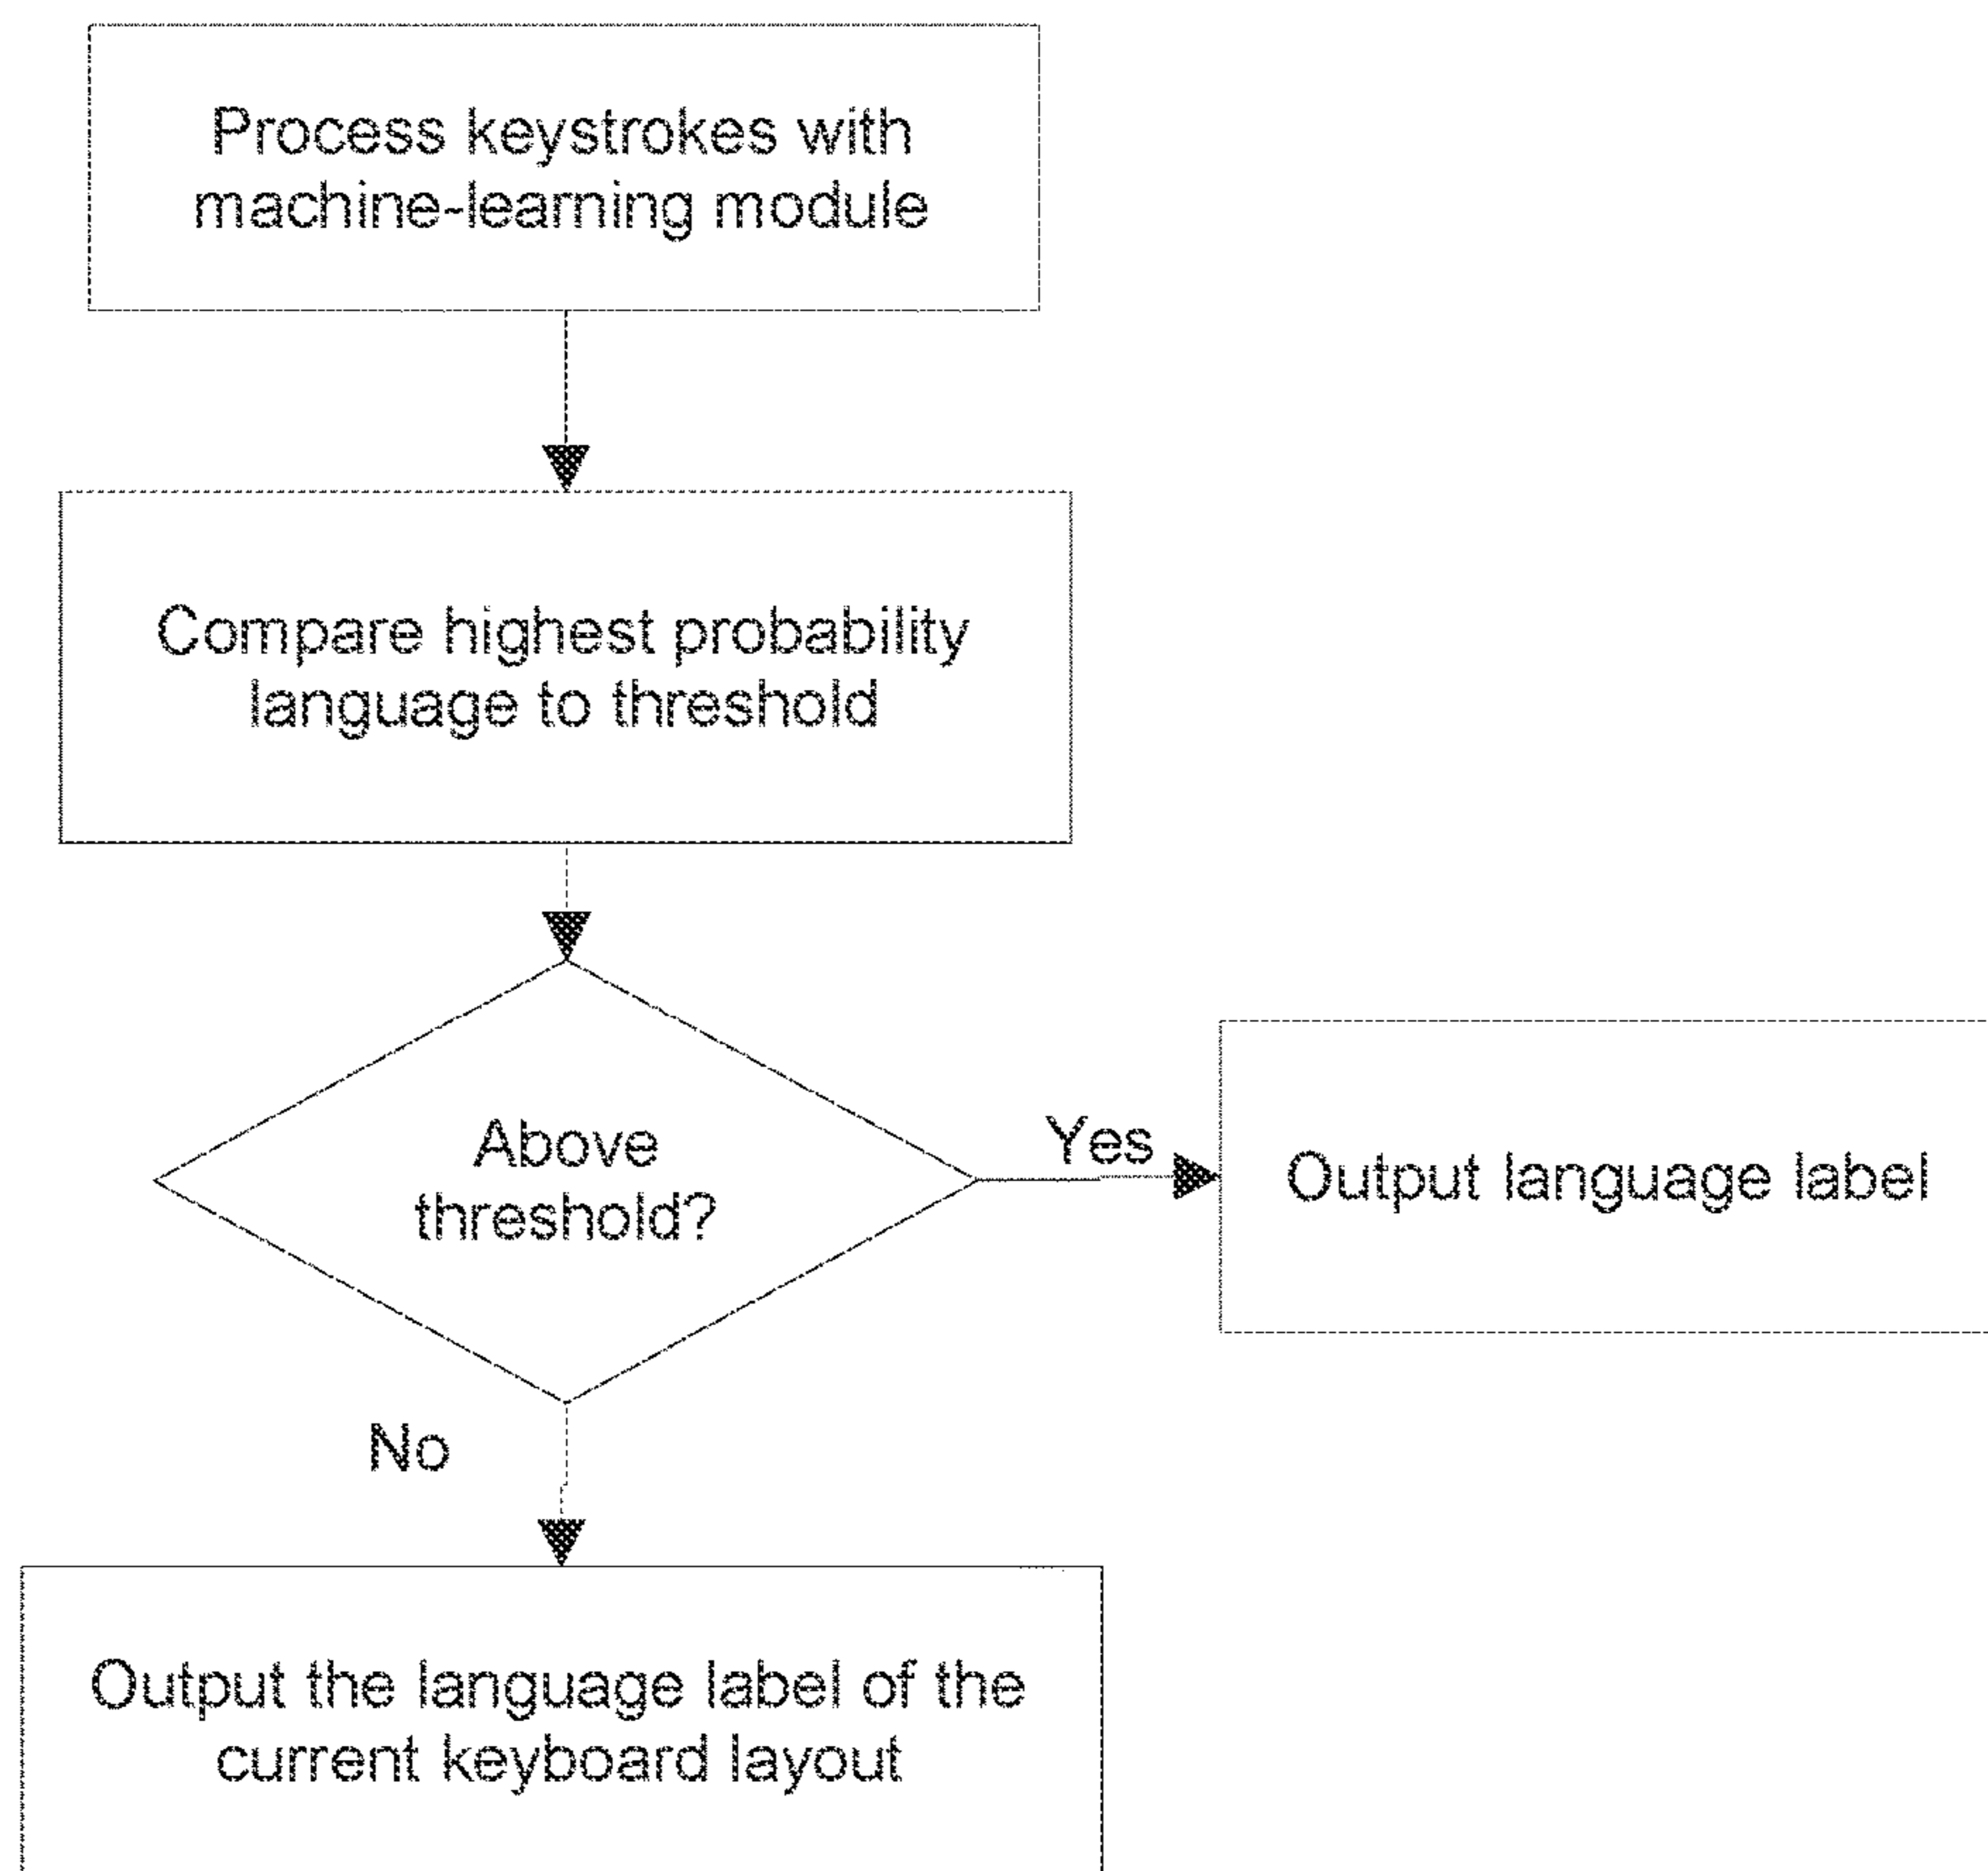 Process keystrokes with
machine-learning module
Compare highest probability
language to threshold
Above
threshold?
Yes
Output language label
No
Output the language label of the
current keyboard layout